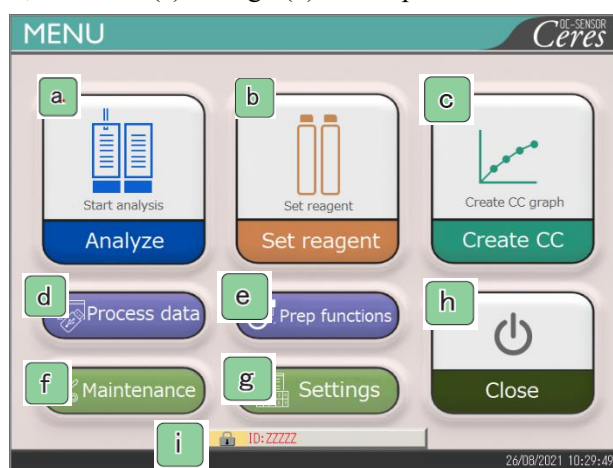 MENU
OC-SENSOR
Ceres
a.
b
c
Start analysis
Set reagent
Create CC graph
Analyze
Set reagent
Create CC
d
Process data
e
Prep functions
h
f
Maintenance
g
Settings
Close
i
ID:ZZZZZ
26/08/2021 10:29:49